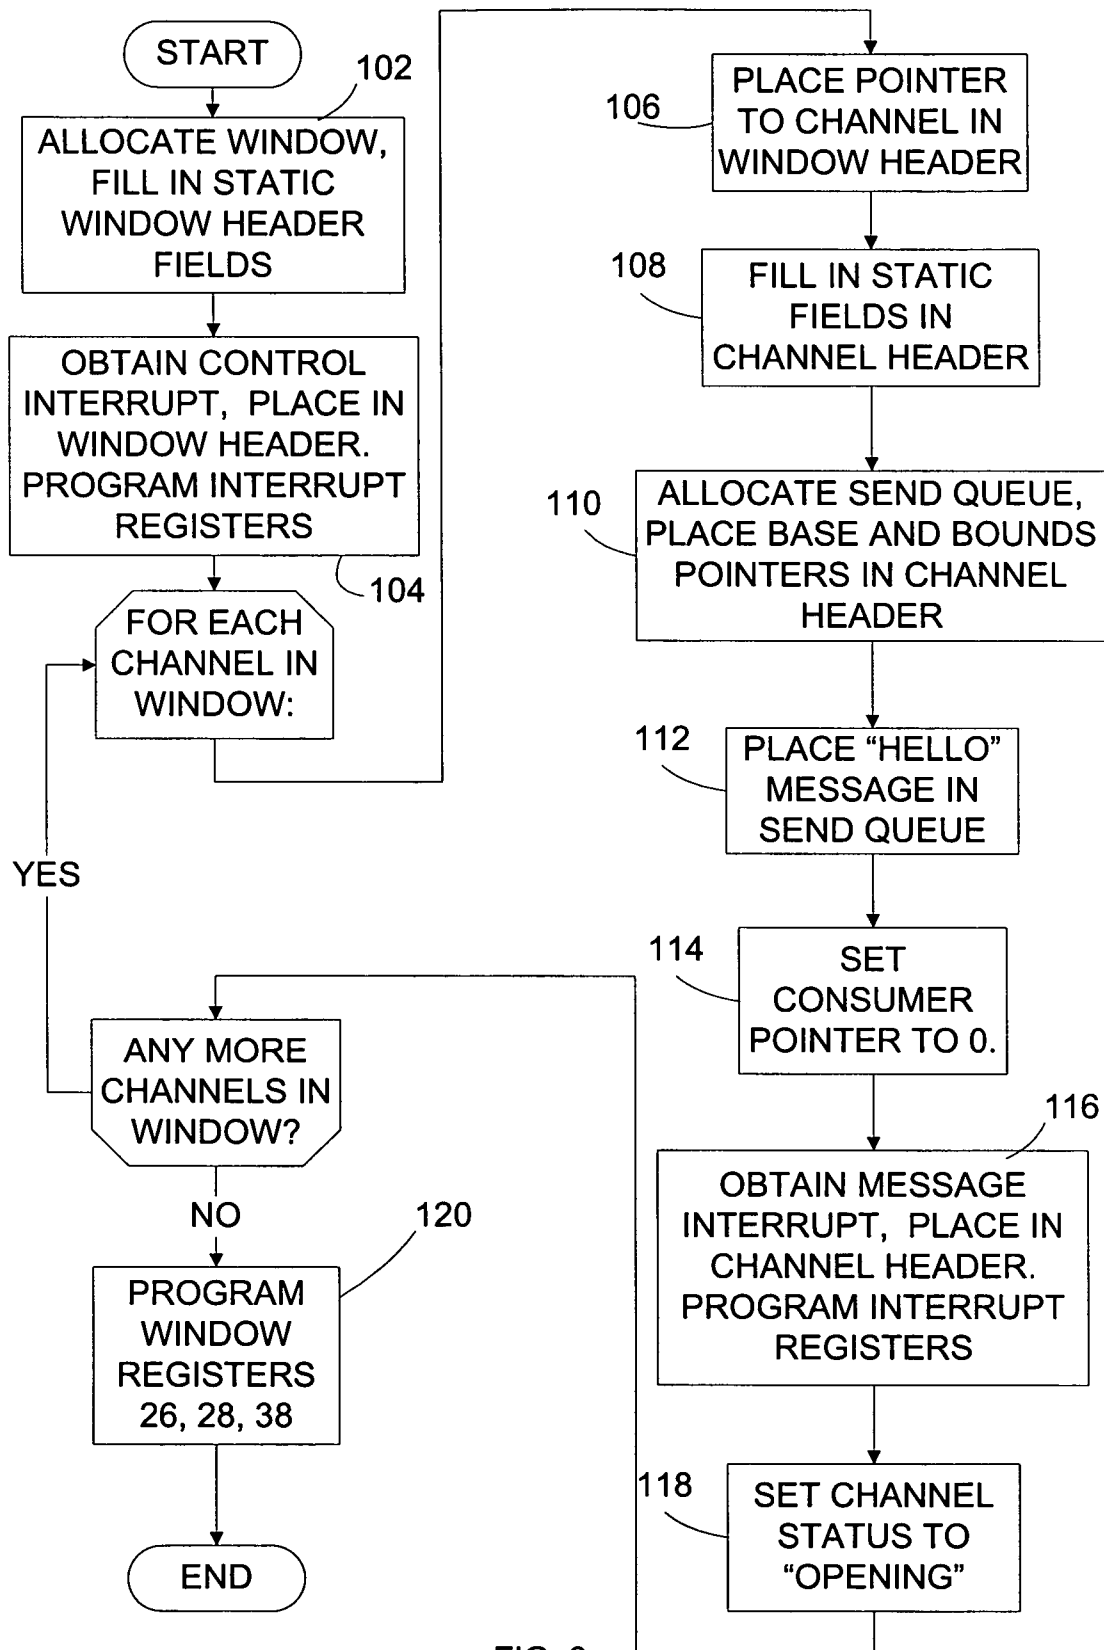 START
102
ALLOCATE WINDOW,
FILL IN STATIC
WINDOW HEADER
FIELDS
OBTAIN CONTROL
INTERRUPT, PLACE IN
WINDOW HEADER.
PROGRAM INTERRUPT
REGISTERS
104
FOR EACH
CHANNEL IN
WINDOW:
106
PLACE POINTER
TO CHANNEL IN
WINDOW HEADER
108
FILL IN STATIC
FIELDS IN
CHANNEL HEADER
110
ALLOCATE SEND QUEUE,
PLACE BASE AND BOUNDS
POINTERS IN CHANNEL
HEADER
112
PLACE “HELLO”
MESSAGE IN
SEND QUEUE
114
SET
CONSUMER
POINTER TO 0.
116
OBTAIN MESSAGE
INTERRUPT, PLACE IN
CHANNEL HEADER.
PROGRAM INTERRUPT
REGISTERS
118
SET CHANNEL
STATUS TO
“OPENING”
YES
ANY MORE
CHANNELS IN
WINDOW?
NO
120
PROGRAM
WINDOW
REGISTERS
26, 28, 38
END